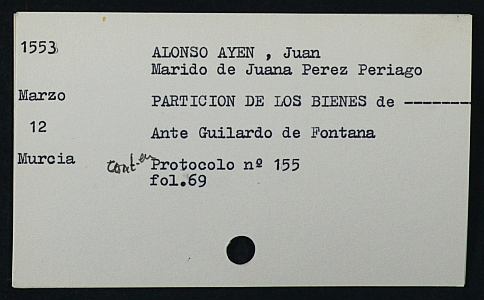 1553 ALONSO AYEN , Juan
Marido de Juana Perez Periago
Marzo PARTICION DE LOS BIENES de --------
12 Ante Guilardo de Fontana
Murcia cont.en Protocolo nº 155
fol.69